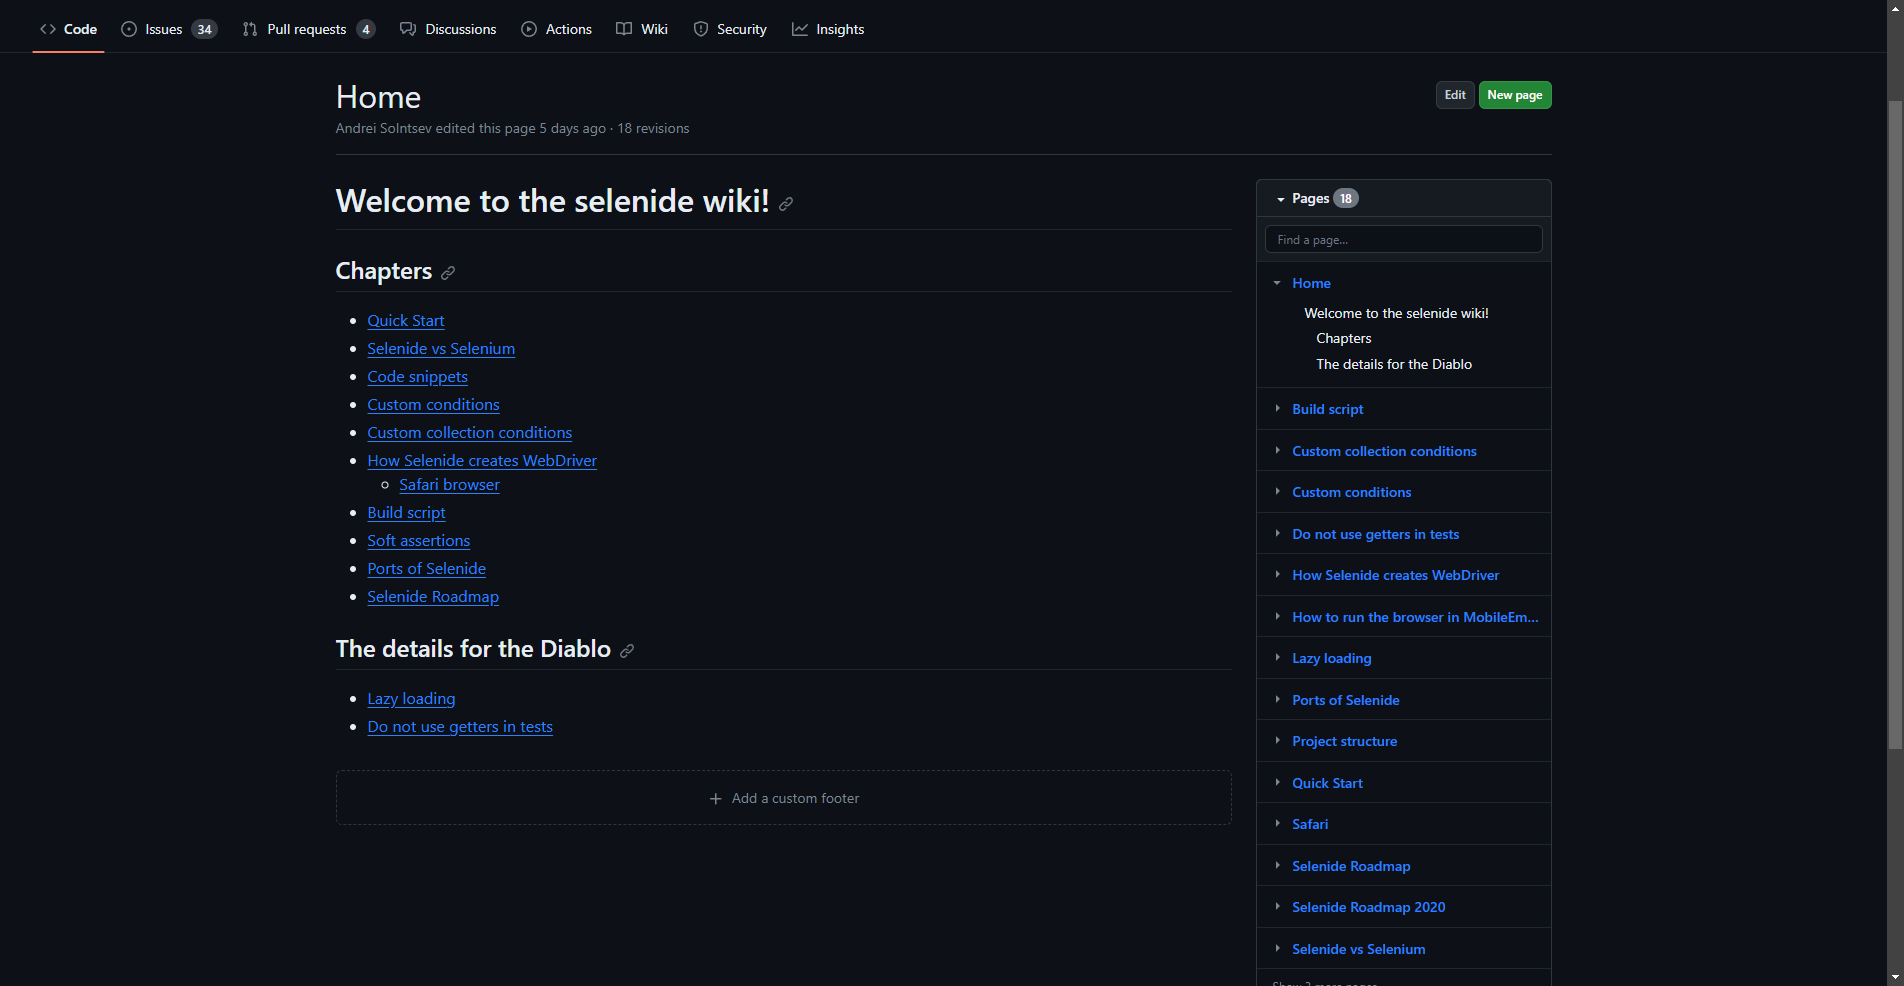 Code
Issues 34
Pull requests 4
Discussions
Actions
Wiki
Security
Insights
Home
Andrei Solntsev edited this page 5 days ago · 18 revisions
Edit
New page
Welcome to the selenide wiki!
Chapters
Quick Start
Selenide vs Selenium
Code snippets
Custom conditions
Custom collection conditions
How Selenide creates WebDriver
Safari browser
Build script
Soft assertions
Ports of Selenide
Selenide Roadmap
The details for the Diablo
Lazy loading
Do not use getters in tests
Add a custom footer
Pages 18
Find a page...
Home
Welcome to the selenide wiki!
Chapters
The details for the Diablo
Build script
Custom collection conditions
Custom conditions
Do not use getters in tests
How Selenide creates WebDriver
How to run the browser in MobileEm...
Lazy loading
Ports of Selenide
Project structure
Quick Start
Safari
Selenide Roadmap
Selenide Roadmap 2020
Selenide vs Selenium